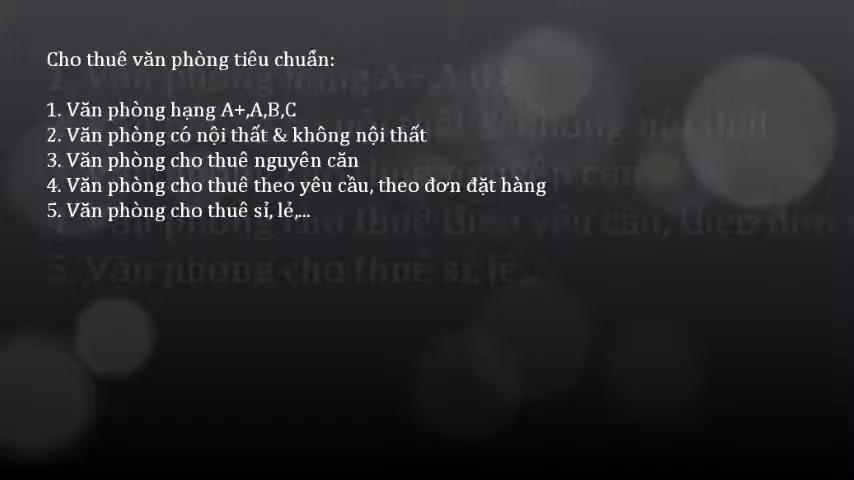 Cho thuê văn phòng tiêu chuẩn:
1. Văn phòng hạng A+,A,B,C
2. Văn phòng có nội thất & không nội thất
3. Văn phòng cho thuê nguyên căn
4. Văn phòng cho thuê theo yêu cầu, theo đơn đặt hàng
5. Văn phòng cho thuê sỉ, lẻ,...